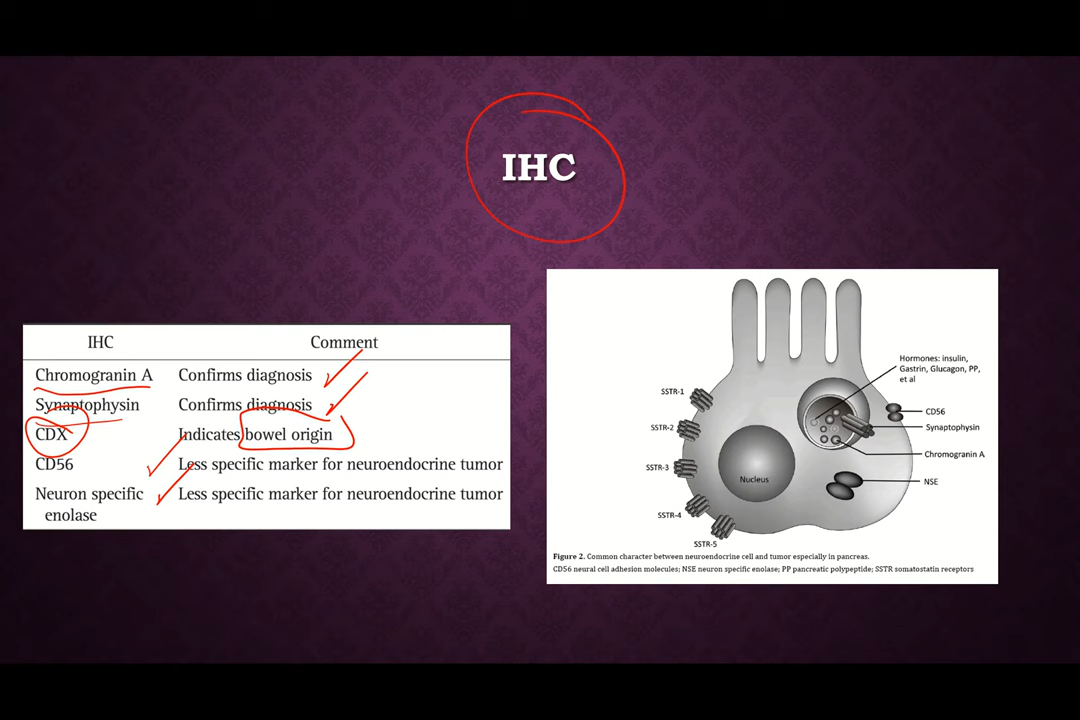 IHC
IHC Comment
Chromogranin A Confirms diagnosis
Synaptophysin Confirms diagnosis
CDX Indicates bowel origin
CD56 Less specific marker for neuroendocrine tumor
Neuron specific Less specific marker for neuroendocrine tumor
enolase
Hormones: insulin,
Gastrin, Glucagon, PP,
et al
SSTR-1
CD56
SSTR-2
Synaptophysin
Chromogranin A
SSTR-3
Nucleus
NSE
SSTR-4
SSTR-5
Figure 2. Common character between neuroendocrine cell and tumor especially in pancreas.
CD56 neural cell adhesion molecules; NSE neuron specific enolase; PP pancreatic polypeptide; SSTR somatostatin receptors